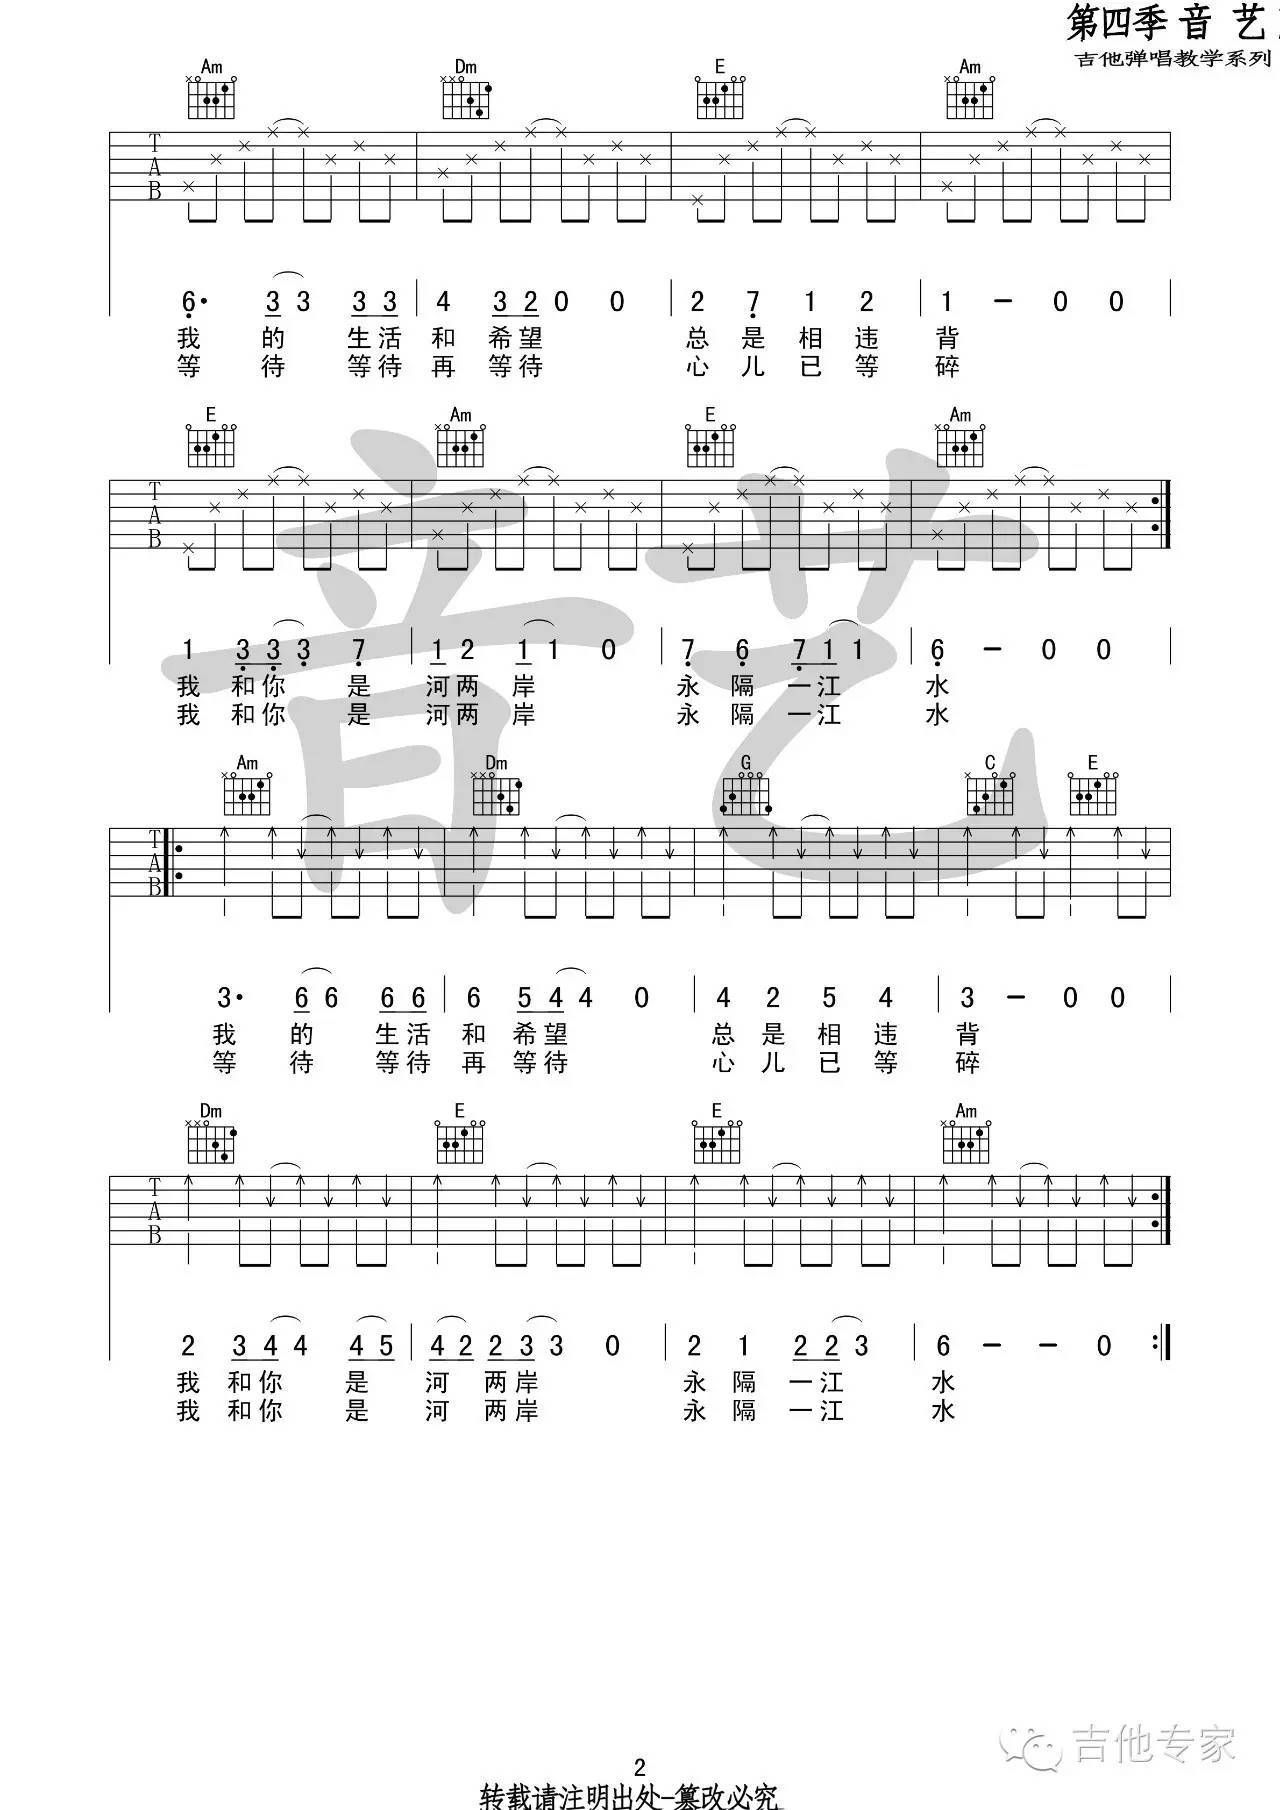 第四季音 艺
吉他弹唱教学系列
Am Dm E Am
T
A
B
6· 3 3 3 3 4 3 2 0 0 2 7 1 2 1 - 0 0
我 的 生活 和 希望 总 是 相 违 背
等 待 等待 再 等待 心 儿 已 等 碎
E Am E Am
T
A
B
1 3 3 3 7 1 2 1 1 0 7 6 7 1 1 6 - 0 0
我 和你 是 河两 岸 永 隔 一江 水
我 和你 是 河两 岸 永 隔 一江 水
音艺
Am Dm G C E
T
A
B
3· 6 6 6 6 6 5 4 4 0 4 2 5 4 3 - 0 0
我 的 生活 和 希望 总 是 相 违 背
等 待 等待 再 等待 心 儿 已 等 碎
Dm E E Am
T
A
B
2 3 4 4 4 5 4 2 2 3 3 0 2 1 2 2 3 6 - - 0
我 和你 是 河 两岸 永 隔 一江 水
我 和你 是 河 两岸 永 隔 一江 水
吉他专家
2
转载请注明出处-篡改必究